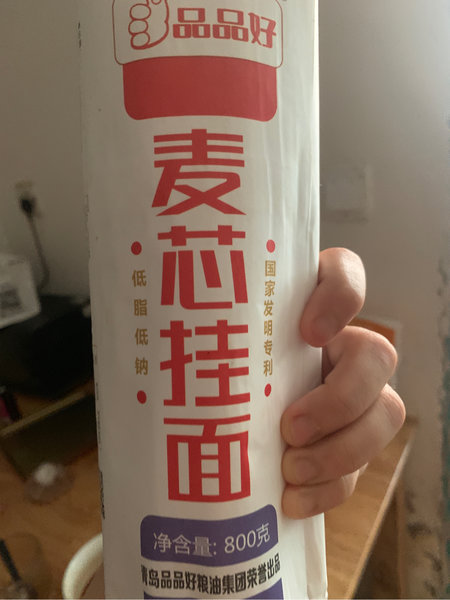 品品好
麦芯挂面
低脂低钠
国家发明专利
净含量: 800克
青岛品品好粮油集团荣誉出品